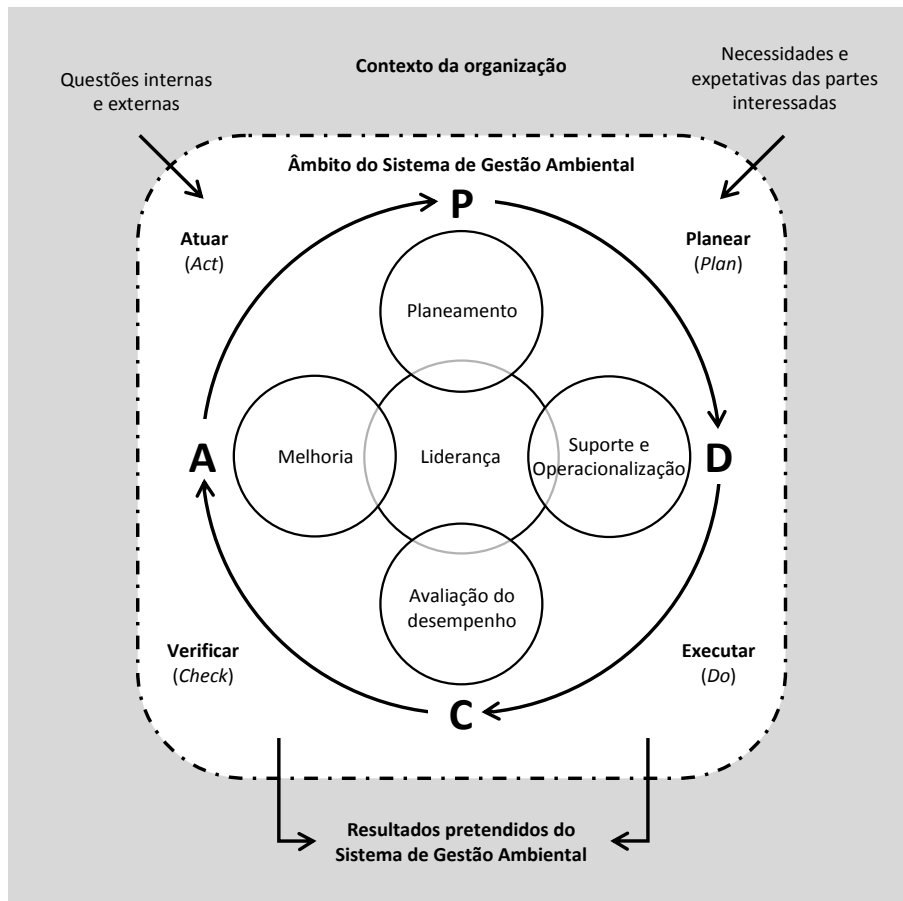 Contexto da organização
Questões internas
e externas
Necessidades e
expetativas das partes
interessadas
Âmbito do Sistema de Gestão Ambiental
P
Atuar
(Act)
Planear
(Plan)
Planeamento
A
Melhoria
Liderança
Suporte e
Operacionalização
D
Avaliação do
desempenho
Verificar
(Check)
Executar
(Do)
C
Resultados pretendidos do
Sistema de Gestão Ambiental